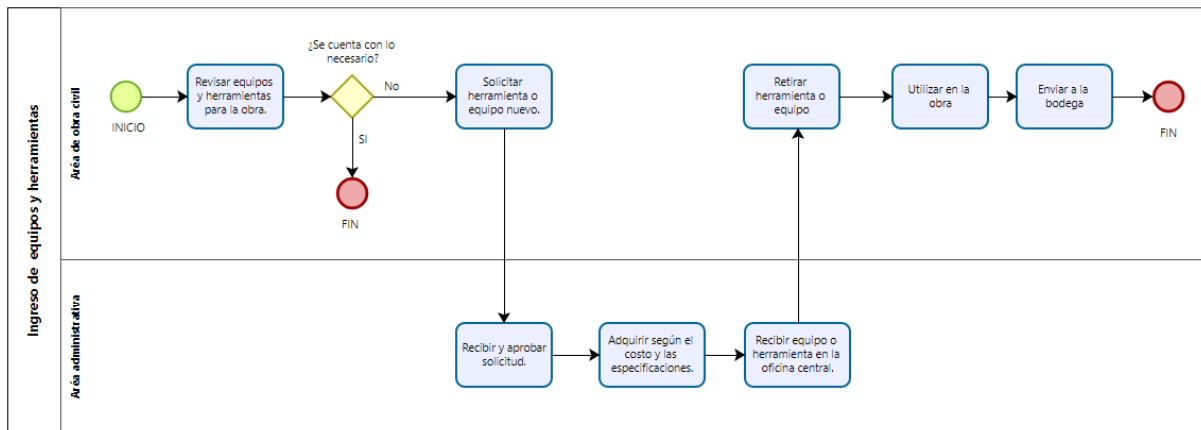 Ingreso de equipos y herramientas
Aréa de obra civil
INICIO
Revisar equipos
y herramientas
para la obra.
¿Se cuenta con lo
necesario?
No
SI
FIN
Solicitar
herramienta o
equipo nuevo.
Retirar
herramienta o
equipo
Utilizar en la
obra
Enviar a la
bodega
FIN
Aréa administrativa
Recibir y aprobar
solicitud.
Adquirir según el
costo y las
especificaciones.
Recibir equipo o
herramienta en la
oficina central.